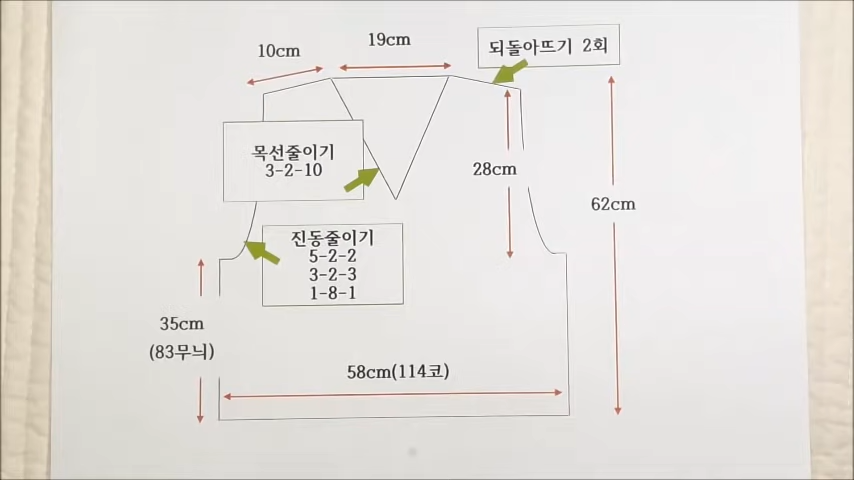 10cm
19cm
되돌아뜨기 2회
목선줄이기
3-2-10
28cm
62cm
진동줄이기
5-2-2
3-2-3
1-8-1
35cm
(83무늬)
58cm(114코)